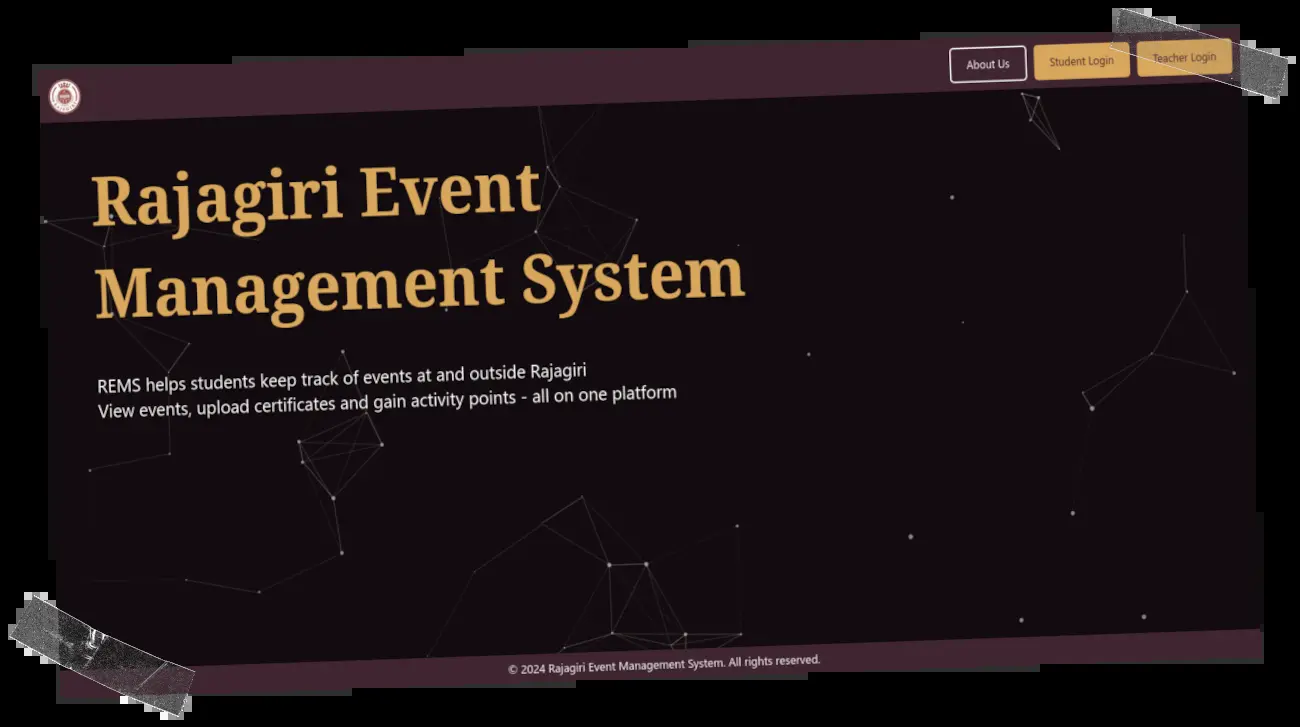 About Us
Student Login
Teacher Login
Rajagiri Event
Management System
REMS helps students keep track of events at and outside Rajagiri
View events, upload certificates and gain activity points - all on one platform
© 2024 Rajagiri Event Management System. All rights reserved.